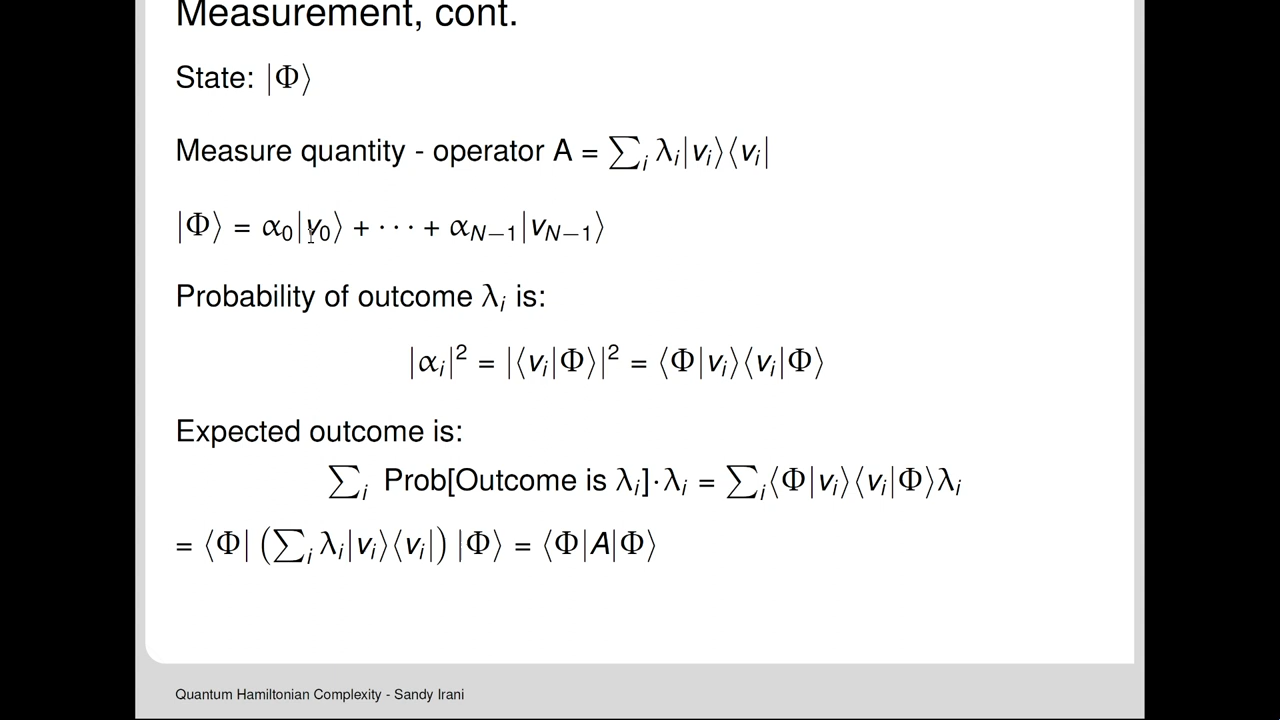 Measurement, cont.
State: |Φ⟩
Measure quantity - operator A = ∑ᵢ λᵢ|vᵢ⟩⟨vᵢ|
|Φ⟩ = α₀|v₀⟩ + ⋯ + α_{N−1}|v_{N−1}⟩
Probability of outcome λᵢ is:
|αᵢ|² = |⟨vᵢ|Φ⟩|² = ⟨Φ|vᵢ⟩⟨vᵢ|Φ⟩
Expected outcome is:
∑ᵢ Prob[Outcome is λᵢ]·λᵢ = ∑ᵢ⟨Φ|vᵢ⟩⟨vᵢ|Φ⟩λᵢ
= ⟨Φ| (∑ᵢ λᵢ|vᵢ⟩⟨vᵢ|) |Φ⟩ = ⟨Φ|A|Φ⟩
Quantum Hamiltonian Complexity - Sandy Irani